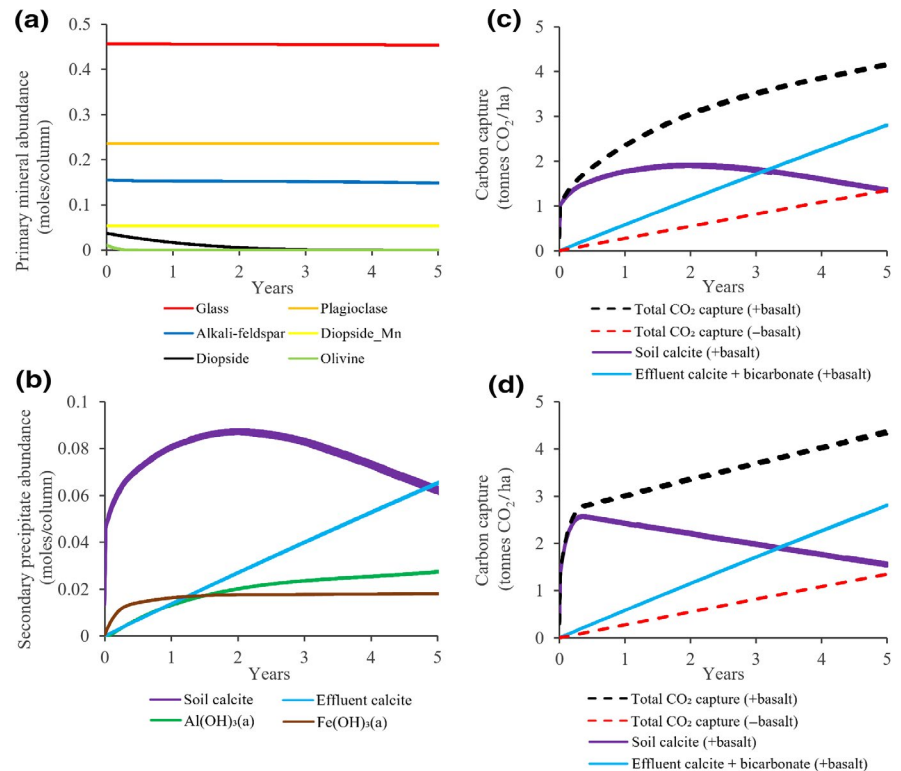 (a)
0.5
0.4
0.3
0.2
0.1
0
Primary mineral abundance
(moles/column)
0 1 2 3 4 5
Years
Glass Plagioclase
Alkali-feldspar Diopside_Mn
Diopside Olivine
(b)
0.1
0.08
0.06
0.04
0.02
0
Secondary precipitate abundance
(moles/column)
0 1 2 3 4 5
Years
Soil calcite Effluent calcite
Al(OH)₃(a) Fe(OH)₃(a)
(c)
5
4
3
2
1
0
Carbon capture
(tonnes CO₂/ha)
0 1 2 3 4 5
Years
Total CO₂ capture (+basalt)
Total CO₂ capture (–basalt)
Soil calcite (+basalt)
Effluent calcite + bicarbonate (+basalt)
(d)
5
4
3
2
1
0
Carbon capture
(tonnes CO₂/ha)
0 1 2 3 4 5
Years
Total CO₂ capture (+basalt)
Total CO₂ capture (–basalt)
Soil calcite (+basalt)
Effluent calcite + bicarbonate (+basalt)